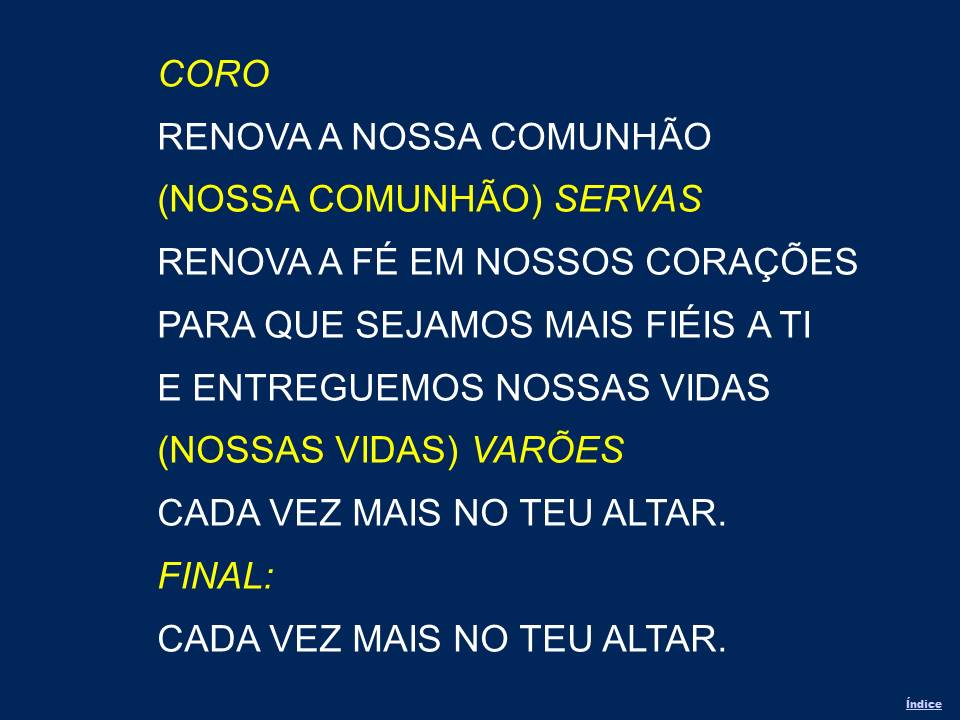 CORO
RENOVA A NOSSA COMUNHÃO
(NOSSA COMUNHÃO) SERVAS
RENOVA A FÉ EM NOSSOS CORAÇÕES
PARA QUE SEJAMOS MAIS FIÉIS A TI
E ENTREGUEMOS NOSSAS VIDAS
(NOSSAS VIDAS) VARÕES
CADA VEZ MAIS NO TEU ALTAR.
FINAL:
CADA VEZ MAIS NO TEU ALTAR.
Índice